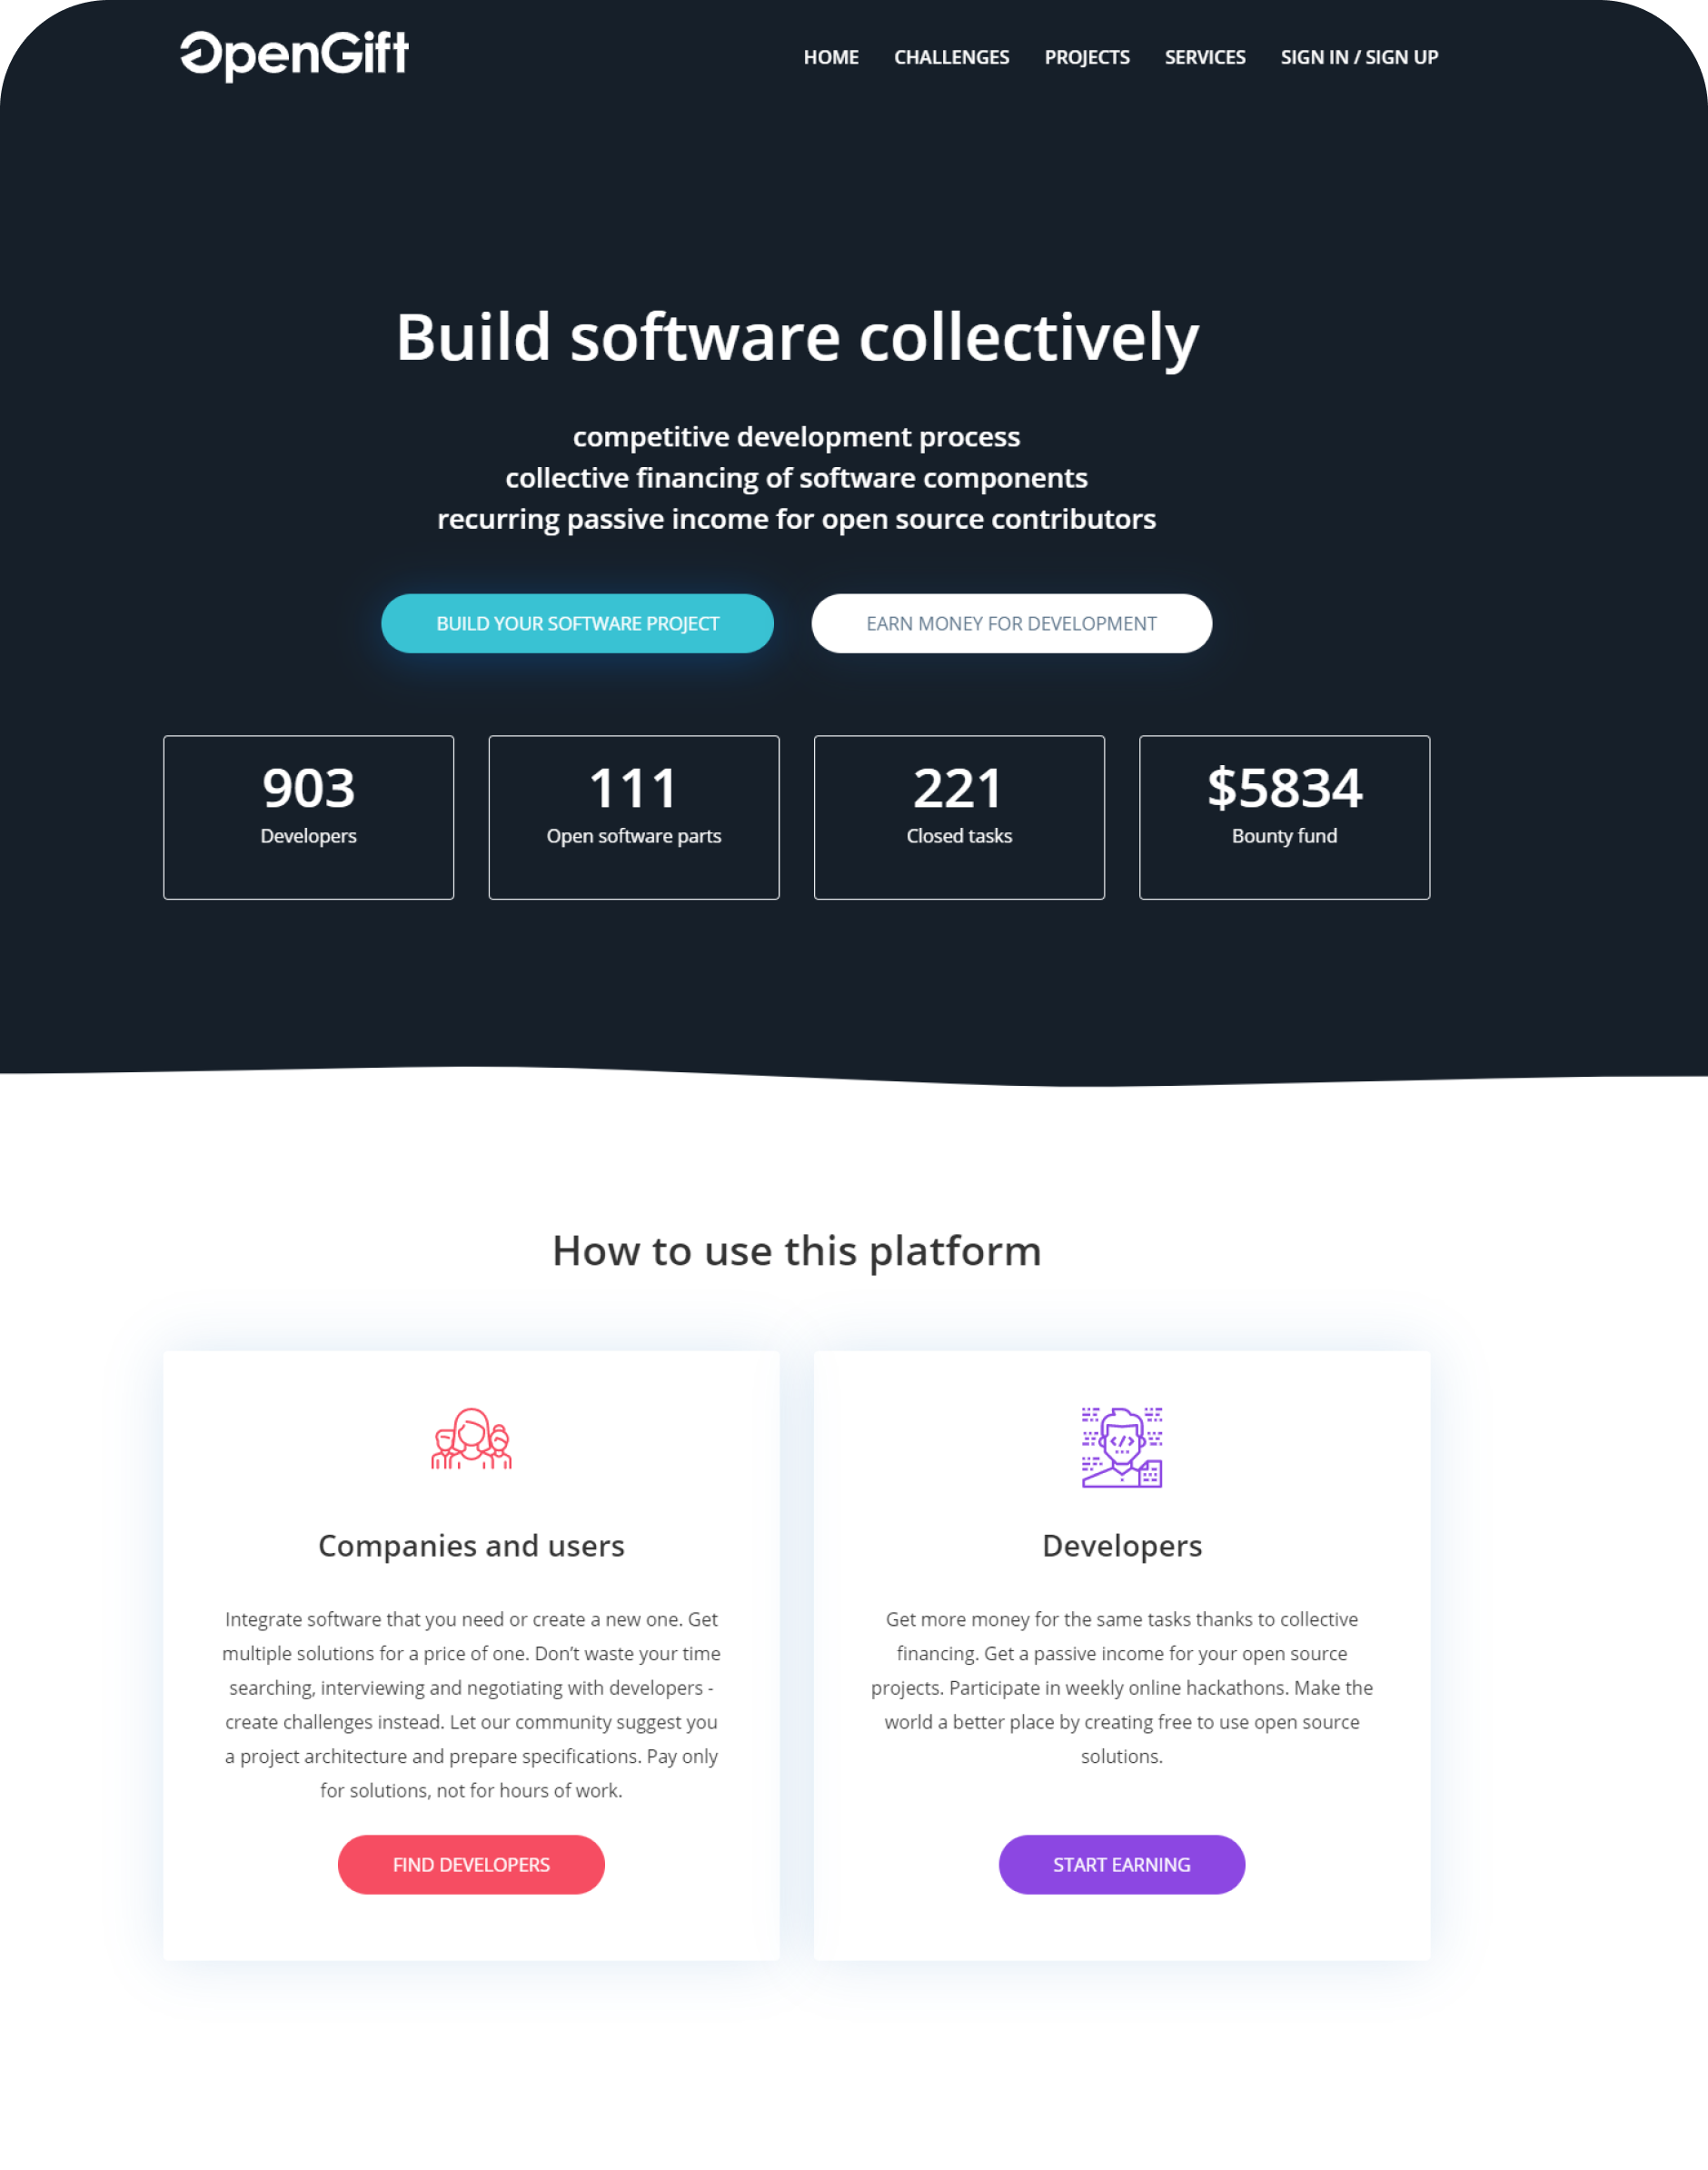 OpenGift
HOME CHALLENGES PROJECTS SERVICES SIGN IN / SIGN UP
Build software collectively
competitive development process
collective financing of software components
recurring passive income for open source contributors
BUILD YOUR SOFTWARE PROJECT
EARN MONEY FOR DEVELOPMENT
903
Developers
111
Open software parts
221
Closed tasks
$5834
Bounty fund
How to use this platform
Companies and users
Integrate software that you need or create a new one. Get
multiple solutions for a price of one. Don’t waste your time
searching, interviewing and negotiating with developers -
create challenges instead. Let our community suggest you
a project architecture and prepare specifications. Pay only
for solutions, not for hours of work.
FIND DEVELOPERS
Developers
Get more money for the same tasks thanks to collective
financing. Get a passive income for your open source
projects. Participate in weekly online hackathons. Make the
world a better place by creating free to use open source
solutions.
START EARNING